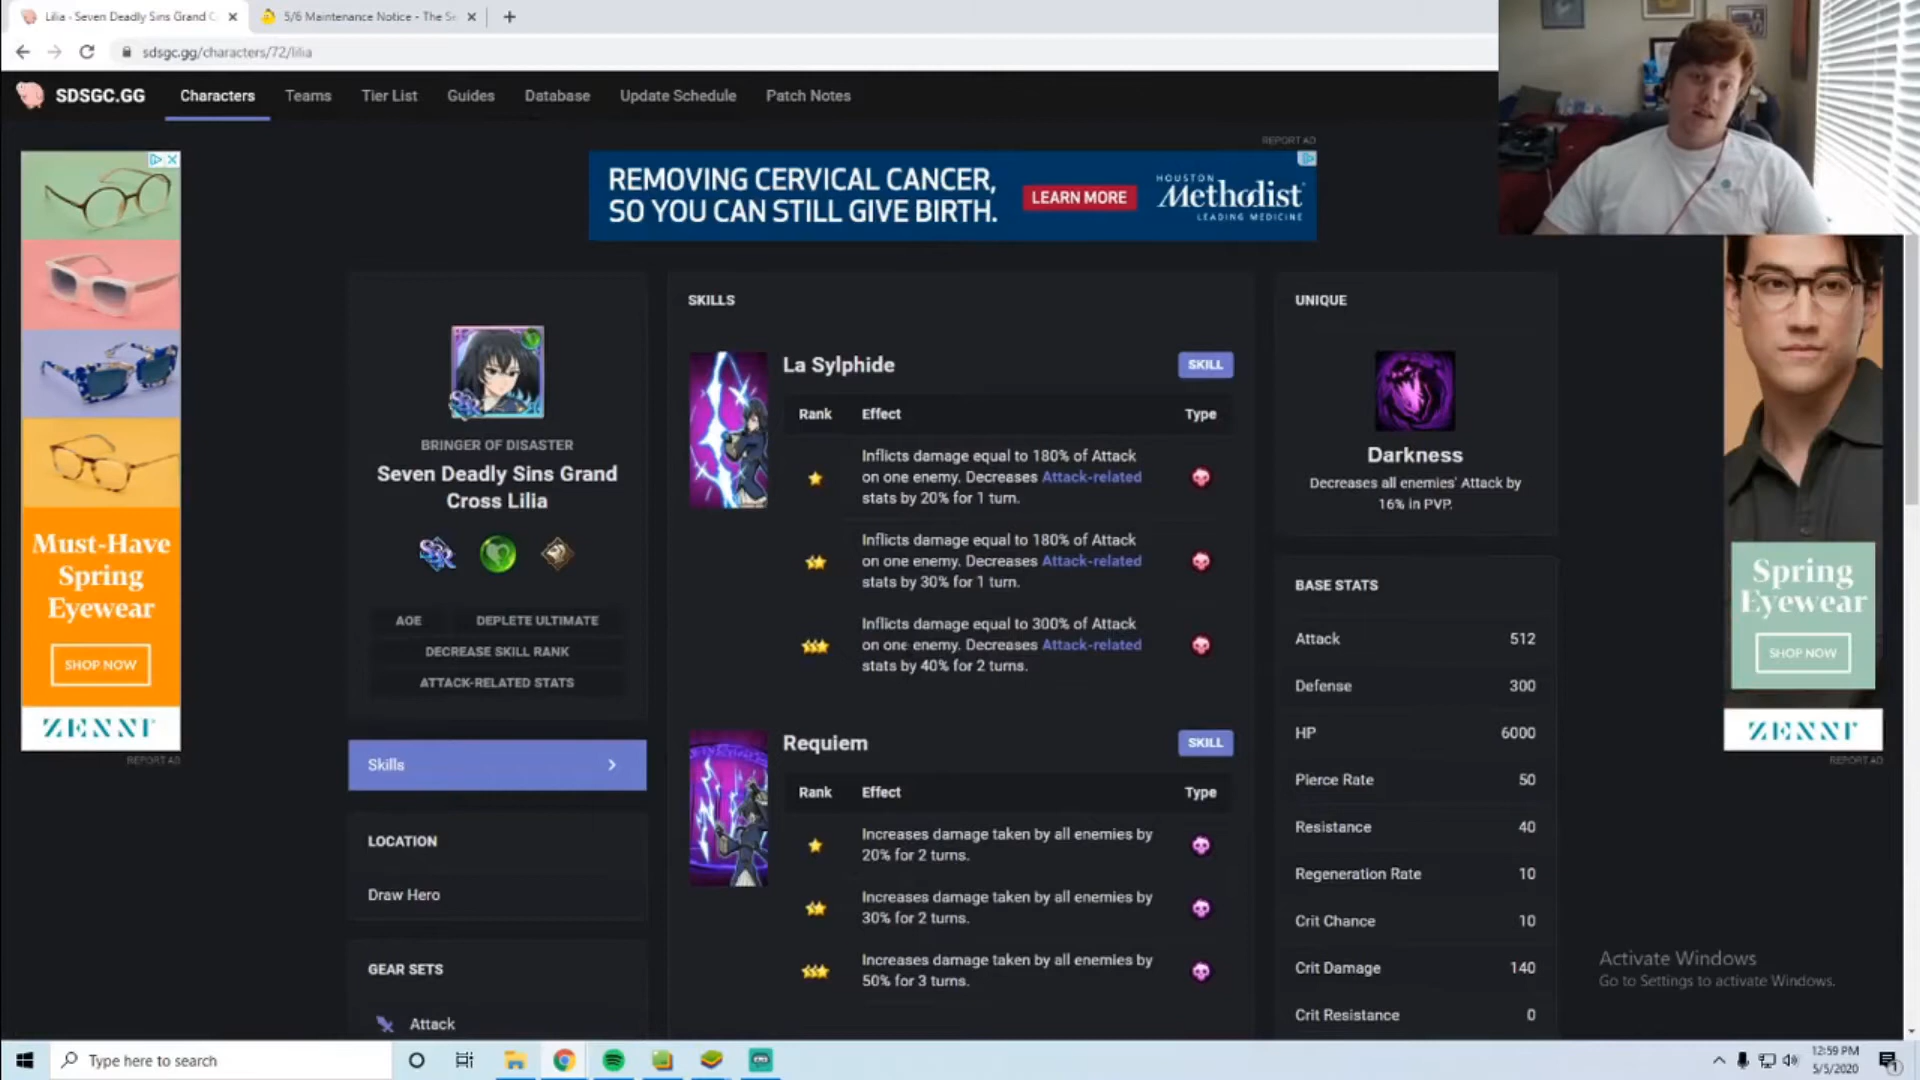 Lilia - Seven Deadly Sins Grand C
5/6 Maintenance Notice - The Se
sdsgc.gg/characters/72/lilia
SDSGC.GG
Characters
Teams
Tier List
Guides
Database
Update Schedule
Patch Notes
REPORT AD
REMOVING CERVICAL CANCER,
SO YOU CAN STILL GIVE BIRTH.
LEARN MORE
HOUSTON
Methodist
LEADING MEDICINE
Must-Have
Spring
Eyewear
SHOP NOW
ZENNI
REPORT AD
BRINGER OF DISASTER
Seven Deadly Sins Grand
Cross Lilia
SSR
AOE
DEPLETE ULTIMATE
DECREASE SKILL RANK
ATTACK-RELATED STATS
Skills
LOCATION
Draw Hero
GEAR SETS
Attack
SKILLS
La Sylphide
SKILL
Rank
Effect
Type
Inflicts damage equal to 180% of Attack
on one enemy. Decreases Attack-related
stats by 20% for 1 turn.
Inflicts damage equal to 180% of Attack
on one enemy. Decreases Attack-related
stats by 30% for 1 turn.
Inflicts damage equal to 300% of Attack
on one enemy. Decreases Attack-related
stats by 40% for 2 turns.
Requiem
SKILL
Rank
Effect
Type
Increases damage taken by all enemies by
20% for 2 turns.
Increases damage taken by all enemies by
30% for 2 turns.
Increases damage taken by all enemies by
50% for 3 turns.
UNIQUE
Darkness
Decreases all enemies' Attack by
16% in PVP.
BASE STATS
Attack 512
Defense 300
HP 6000
Pierce Rate 50
Resistance 40
Regeneration Rate 10
Crit Chance 10
Crit Damage 140
Crit Resistance 0
Spring
Eyewear
SHOP NOW
ZENNI
REPORT AD
Activate Windows
Go to Settings to activate Windows.
Type here to search
12:59 PM
5/5/2020
1